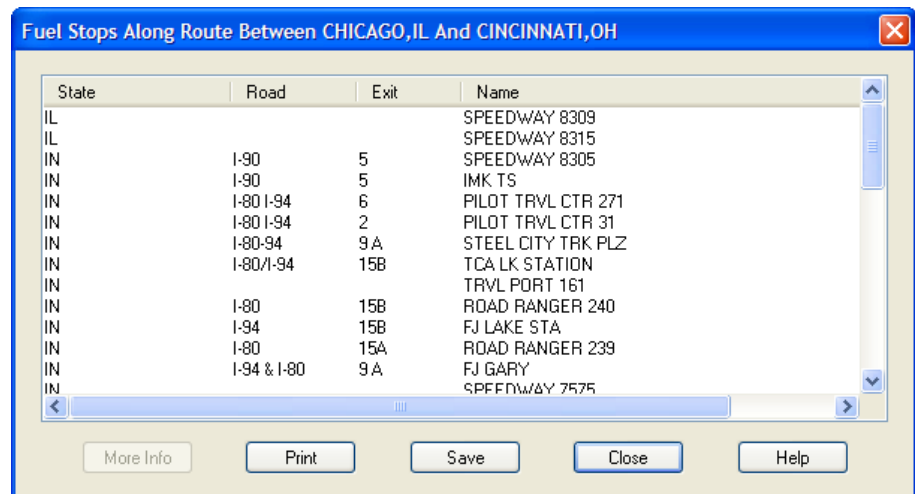 Fuel Stops Along Route Between CHICAGO,IL And CINCINNATI,OH
State Road Exit Name
IL SPEEDWAY 8309
IL SPEEDWAY 8315
IN I-90 5 SPEEDWAY 8305
IN I-90 5 IMK TS
IN I-80 I-94 6 PILOT TRVL CTR 271
IN I-80 I-94 2 PILOT TRVL CTR 31
IN I-80-94 9 A STEEL CITY TRK PLZ
IN I-80/I-94 15B TCA LK STATION
IN TRVL PORT 161
IN I-80 15B ROAD RANGER 240
IN I-94 15B FJ LAKE STA
IN I-80 15A ROAD RANGER 239
IN I-94 & I-80 9 A FJ GARY
IN SPEEDWAY 7575
More Info Print Save Close Help